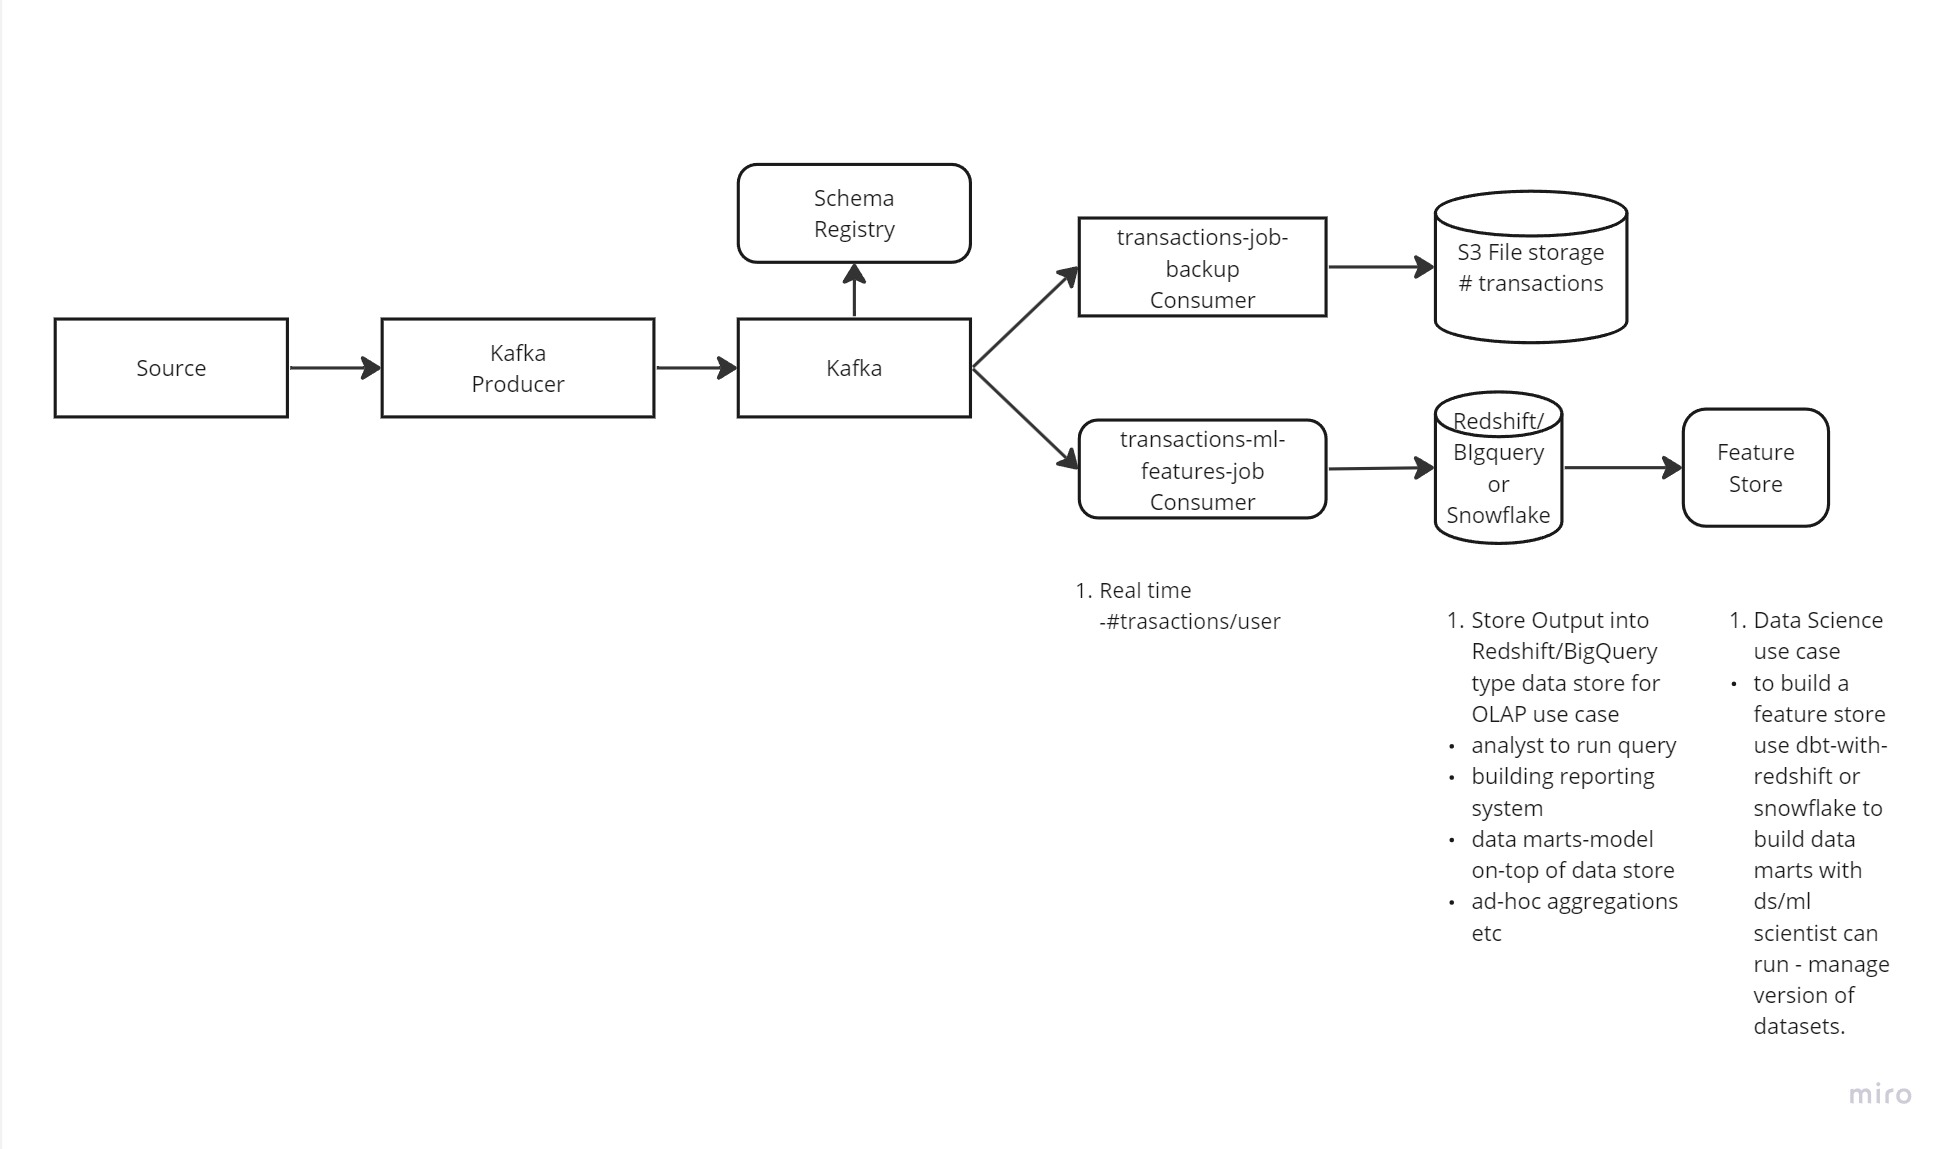 Schema
Registry
Source
Kafka
Producer
Kafka
transactions-job-
backup
Consumer
S3 File storage
# transactions
transactions-ml-
features-job
Consumer
Redshift/
BIgquery
or
Snowflake
Feature
Store
1. Real time
-#trasactions/user
1. Store Output into
Redshift/BigQuery
type data store for
OLAP use case
• analyst to run query
• building reporting
system
• data marts-model
on-top of data store
• ad-hoc aggregations
etc
1. Data Science
use case
• to build a
feature store
use dbt-with-
redshift or
snowflake to
build data
marts with
ds/ml
scientist can
run - manage
version of
datasets.
miro